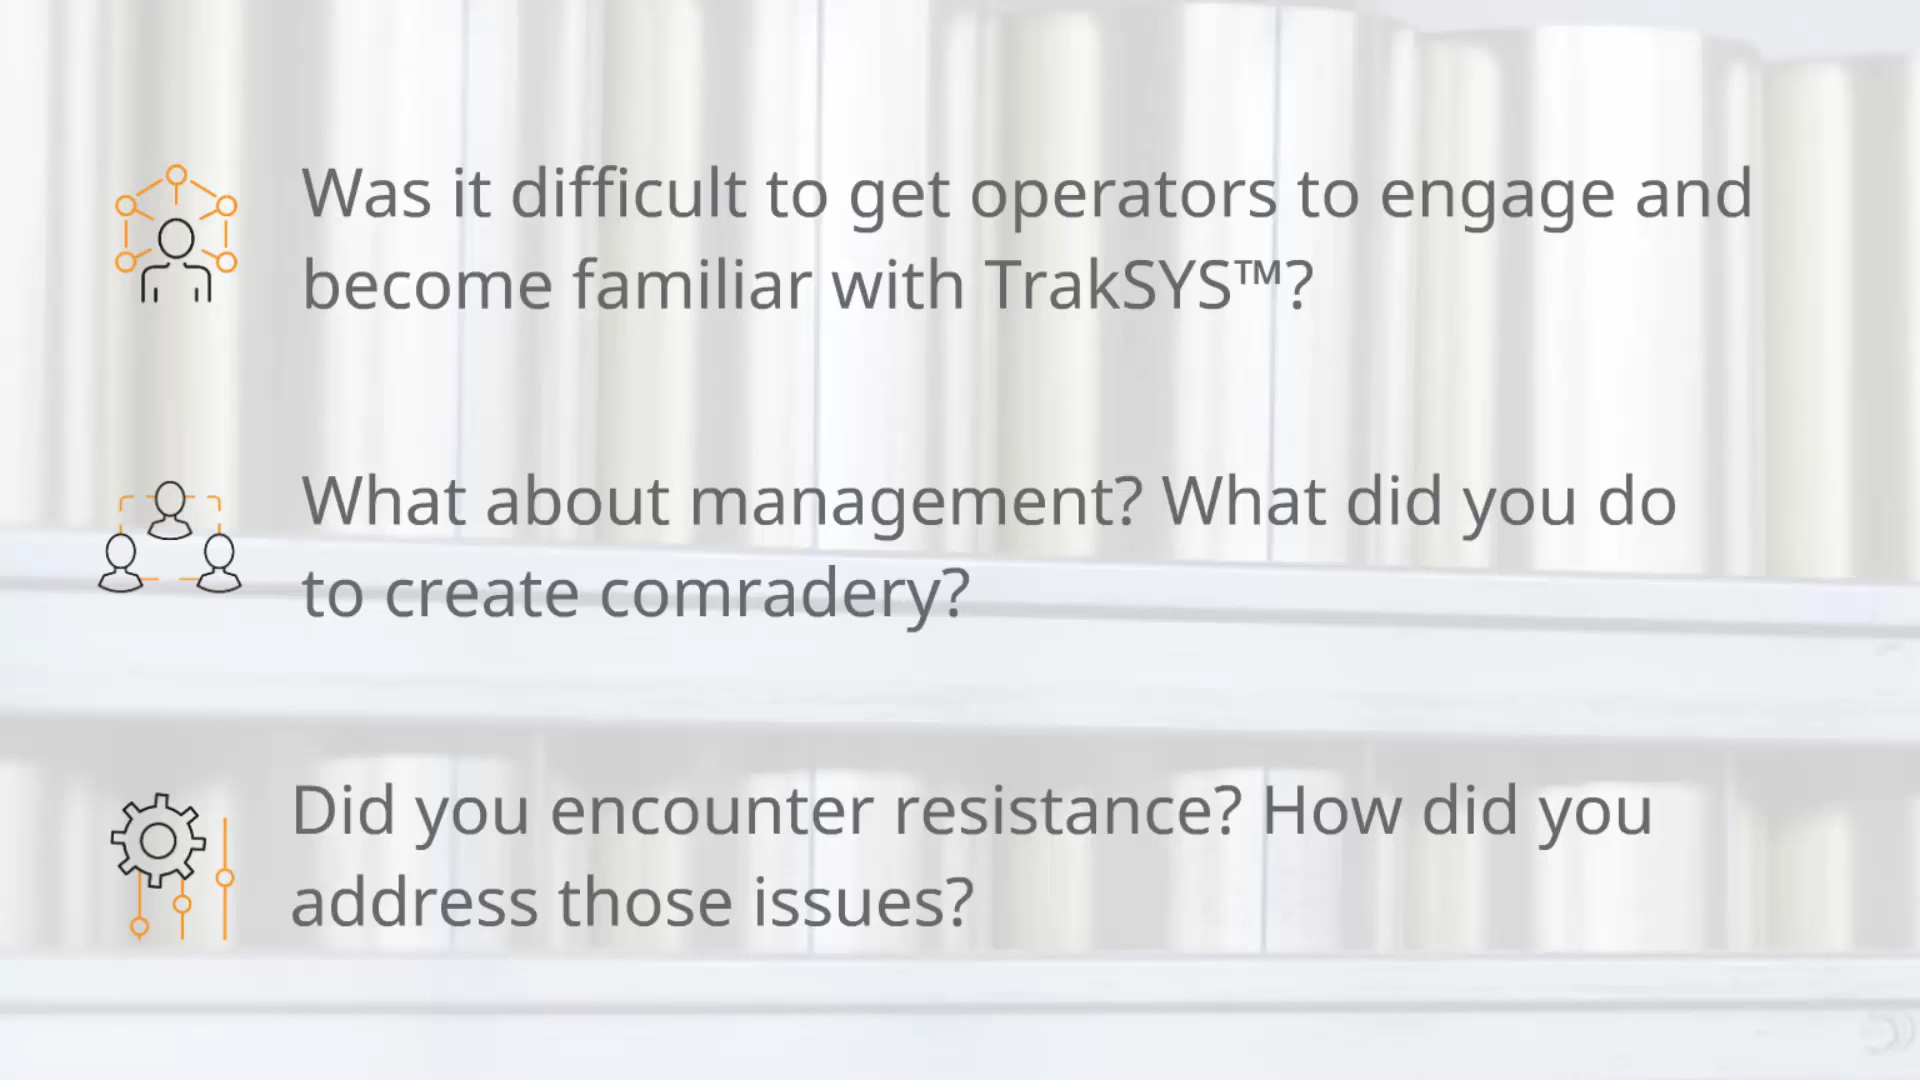 Was it difficult to get operators to engage and
become familiar with TrakSYS™?
What about management? What did you do
to create comradery?
Did you encounter resistance? How did you
address those issues?